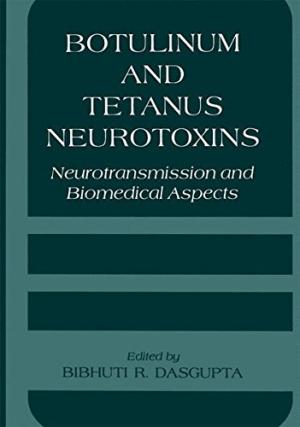 BOTULINUM
AND
TETANUS
NEUROTOXINS
Neurotransmission and
Biomedical Aspects
Edited by
BIBHUTI R. DASGUPTA